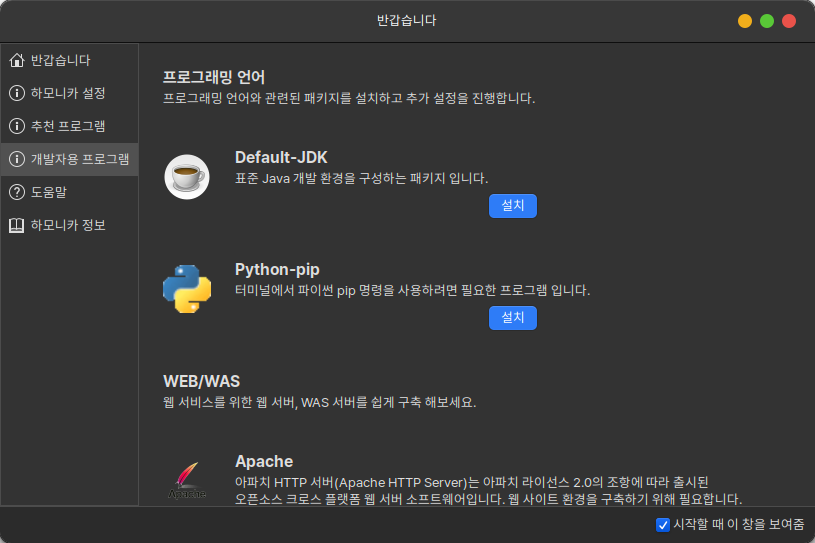 반갑습니다
반갑습니다
하모니카 설정
추천 프로그램
개발자용 프로그램
도움말
하모니카 정보
프로그래밍 언어
프로그래밍 언어와 관련된 패키지를 설치하고 추가 설정을 진행합니다.
Default-JDK
표준 Java 개발 환경을 구성하는 패키지 입니다.
설치
Python-pip
터미널에서 파이썬 pip 명령을 사용하려면 필요한 프로그램 입니다.
설치
WEB/WAS
웹 서비스를 위한 웹 서버, WAS 서버를 쉽게 구축 해보세요.
Apache
Apache
아파치 HTTP 서버(Apache HTTP Server)는 아파치 라이선스 2.0의 조항에 따라 출시된
오픈소스 크로스 플랫폼 웹 서버 소프트웨어입니다. 웹 사이트 환경을 구축하기 위해 필요합니다.
시작할 때 이 창을 보여줌